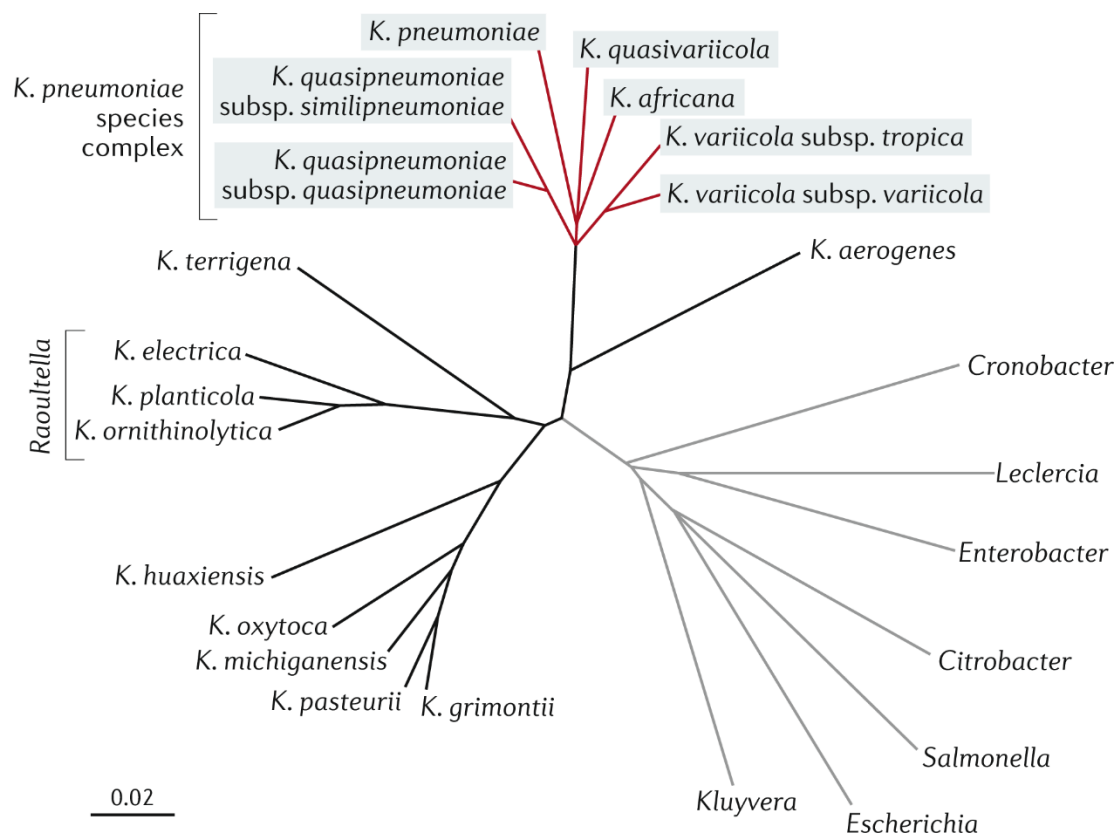 K. pneumoniae
species
complex
K. pneumoniae
K. quasipneumoniae
subsp. similipneumoniae
K. quasipneumoniae
subsp. quasipneumoniae
K. quasivariicola
K. africana
K. variicola subsp. tropica
K. variicola subsp. variicola
K. terrigena
K. aerogenes
Raoultella
K. electrica
K. planticola
K. ornithinolytica
Cronobacter
Leclercia
Enterobacter
K. huaxiensis
K. oxytoca
K. michiganensis
K. pasteurii
K. grimontii
Citrobacter
Salmonella
Kluyvera
Escherichia
0.02